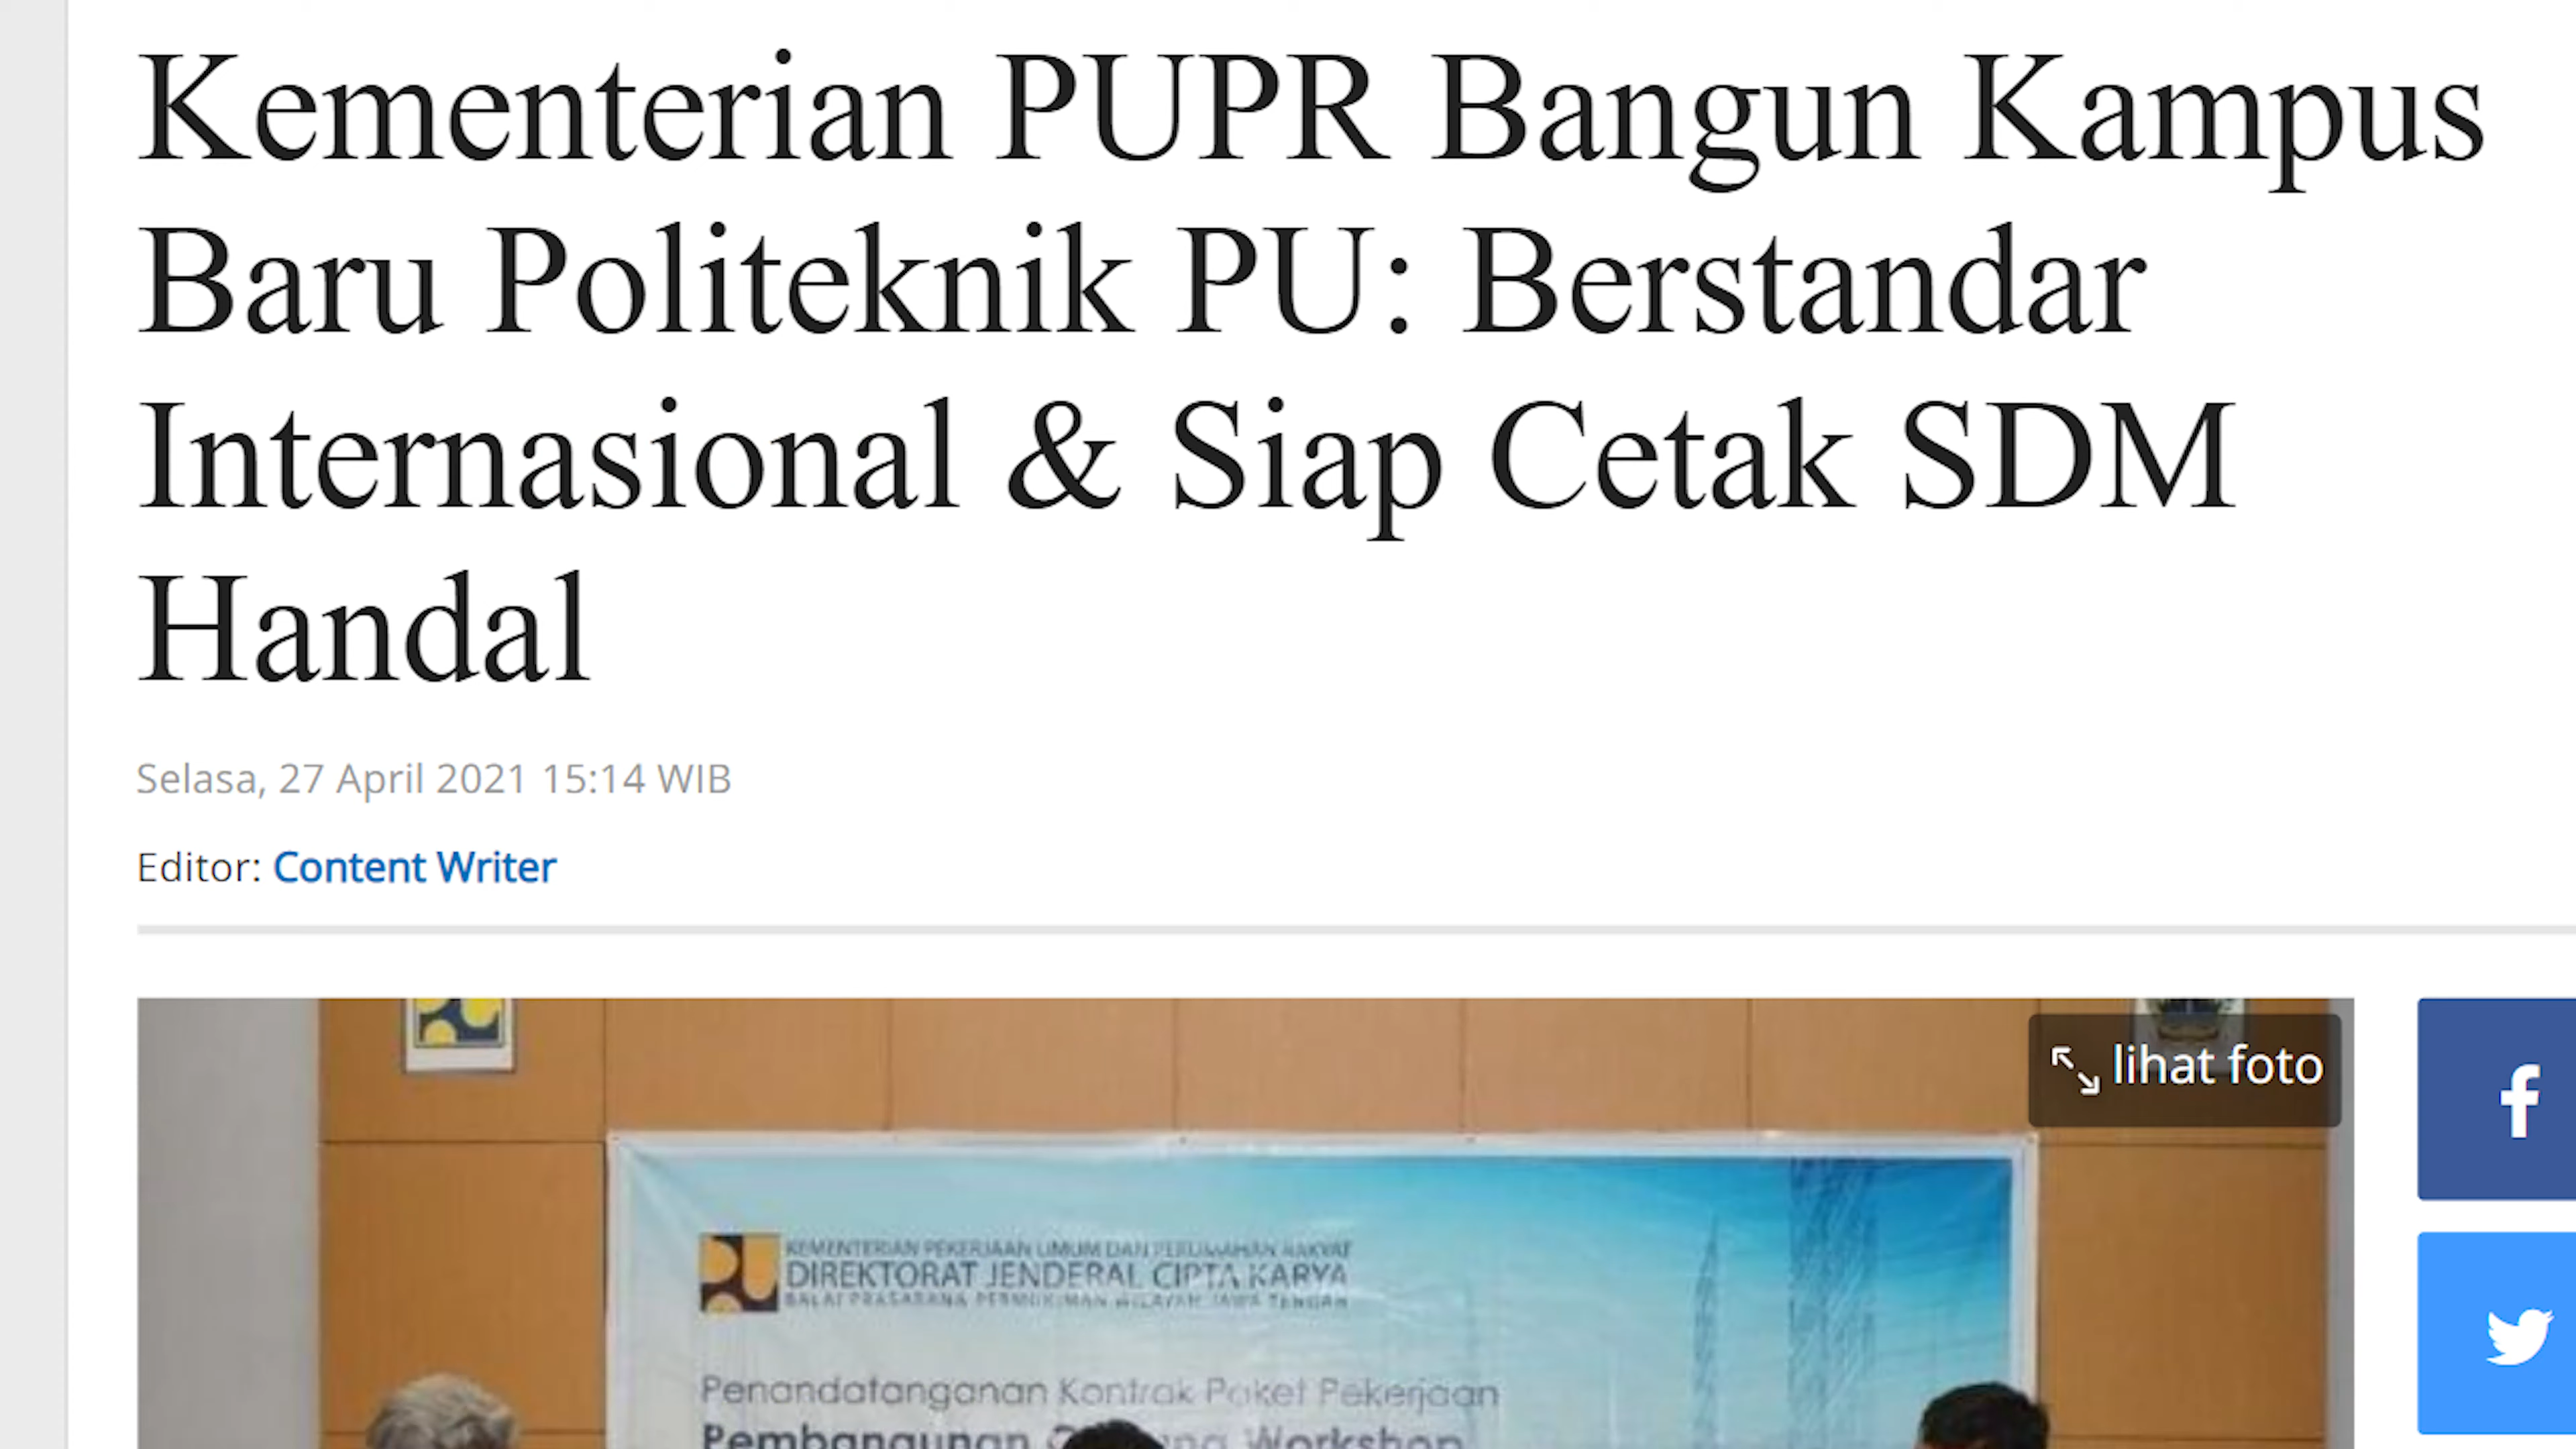 Kementerian PUPR Bangun Kampus
Baru Politeknik PU: Berstandar
Internasional & Siap Cetak SDM
Handal
Selasa, 27 April 2021 15:14 WIB
Editor: Content Writer
lihat foto
KEMENTERIAN PEKERJAAN UMUM DAN PERUMAHAN RAKYAT
DIREKTORAT JENDERAL CIPTA KARYA
BALAI PRASARANA PERMUKIMAN WILAYAH JAWA TENGAH
Penandatanganan Kontrak Paket Pekerjaan
Pembangunan Workshop